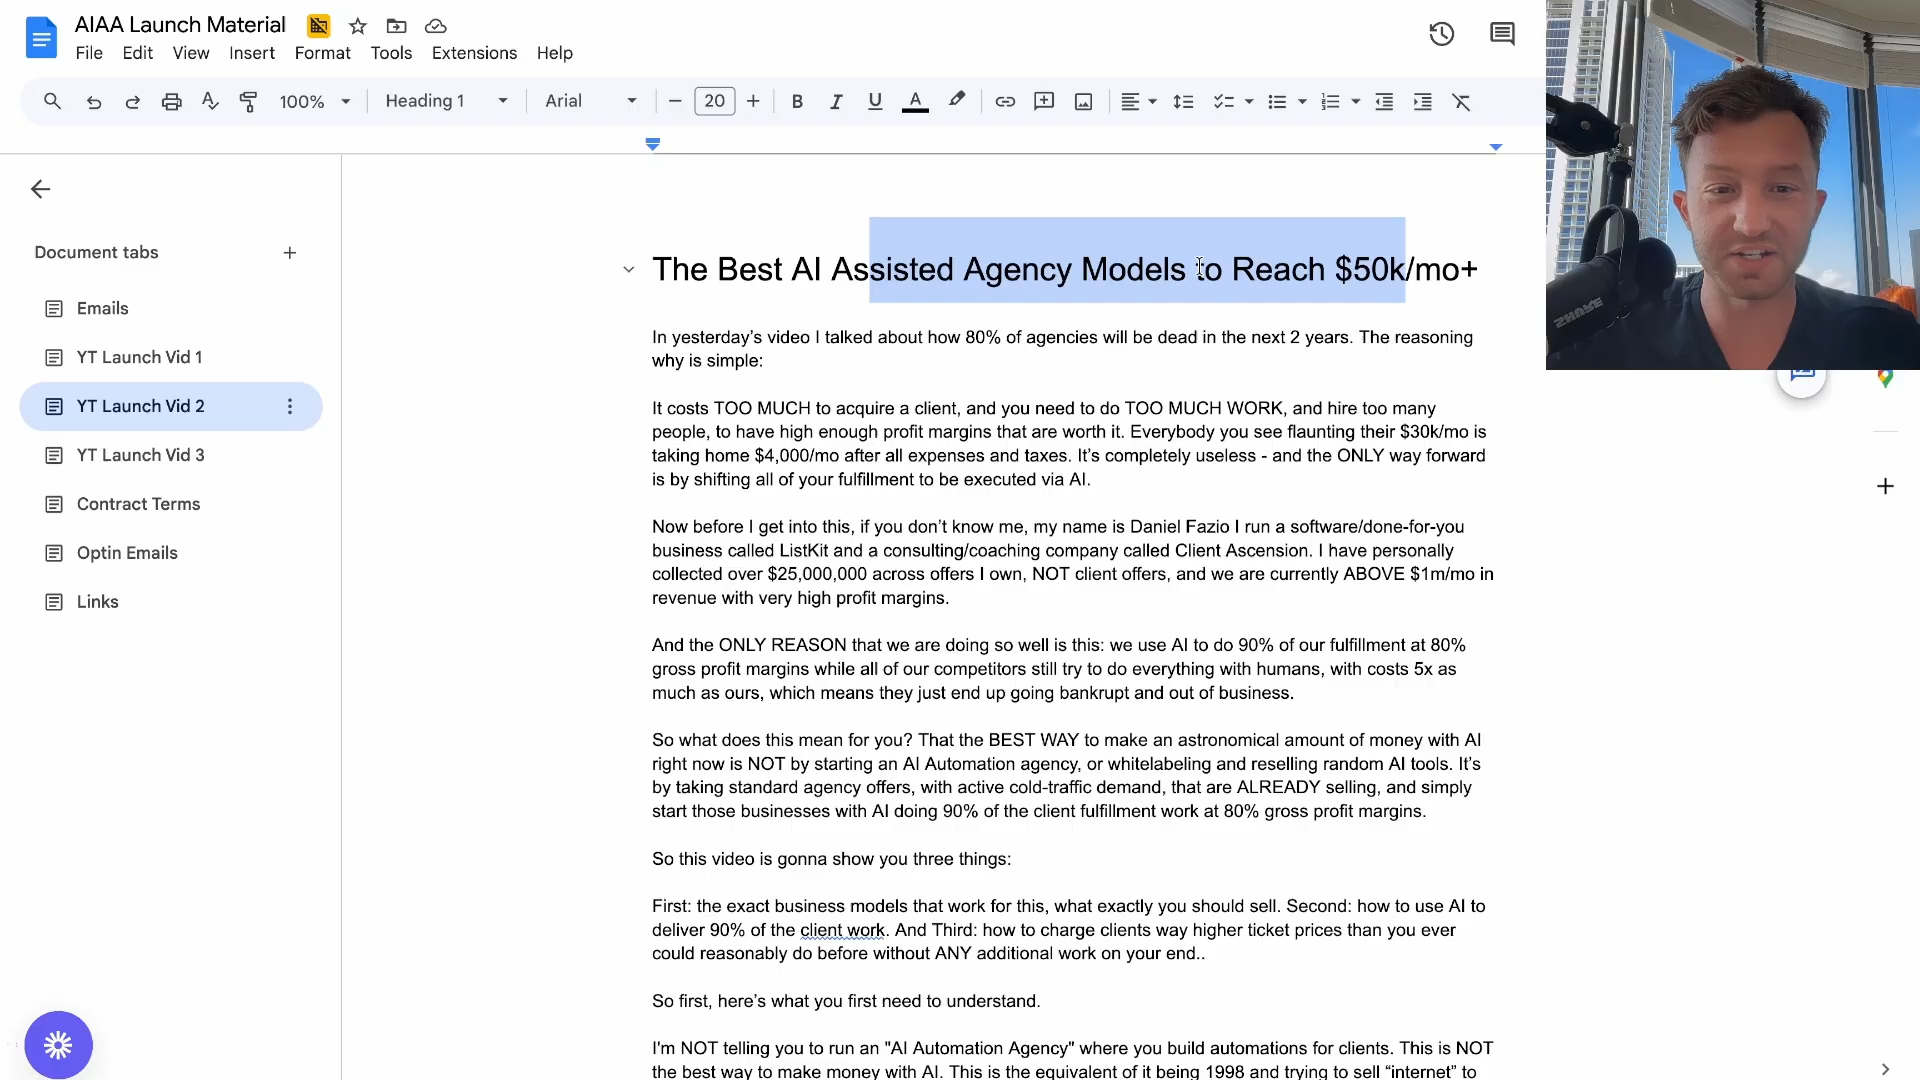 AIAA Launch Material
File Edit View Insert Format Tools Extensions Help
100% Heading 1 Arial 20
Document tabs
Emails
YT Launch Vid 1
YT Launch Vid 2
YT Launch Vid 3
Contract Terms
Optin Emails
Links
The Best AI Assisted Agency Models to Reach $50k/mo+
In yesterday’s video I talked about how 80% of agencies will be dead in the next 2 years. The reasoning
why is simple:
It costs TOO MUCH to acquire a client, and you need to do TOO MUCH WORK, and hire too many
people, to have high enough profit margins that are worth it. Everybody you see flaunting their $30k/mo is
taking home $4,000/mo after all expenses and taxes. It’s completely useless - and the ONLY way forward
is by shifting all of your fulfillment to be executed via AI.
Now before I get into this, if you don’t know me, my name is Daniel Fazio I run a software/done-for-you
business called ListKit and a consulting/coaching company called Client Ascension. I have personally
collected over $25,000,000 across offers I own, NOT client offers, and we are currently ABOVE $1m/mo in
revenue with very high profit margins.
And the ONLY REASON that we are doing so well is this: we use AI to do 90% of our fulfillment at 80%
gross profit margins while all of our competitors still try to do everything with humans, with costs 5x as
much as ours, which means they just end up going bankrupt and out of business.
So what does this mean for you? That the BEST WAY to make an astronomical amount of money with AI
right now is NOT by starting an AI Automation agency, or whitelabeling and reselling random AI tools. It’s
by taking standard agency offers, with active cold-traffic demand, that are ALREADY selling, and simply
start those businesses with AI doing 90% of the client fulfillment work at 80% gross profit margins.
So this video is gonna show you three things:
First: the exact business models that work for this, what exactly you should sell. Second: how to use AI to
deliver 90% of the client work. And Third: how to charge clients way higher ticket prices than you ever
could reasonably do before without ANY additional work on your end..
So first, here’s what you first need to understand.
I'm NOT telling you to run an "AI Automation Agency" where you build automations for clients. This is NOT
the best way to make money with AI. This is the equivalent of it being 1998 and trying to sell “internet” to
SHURE